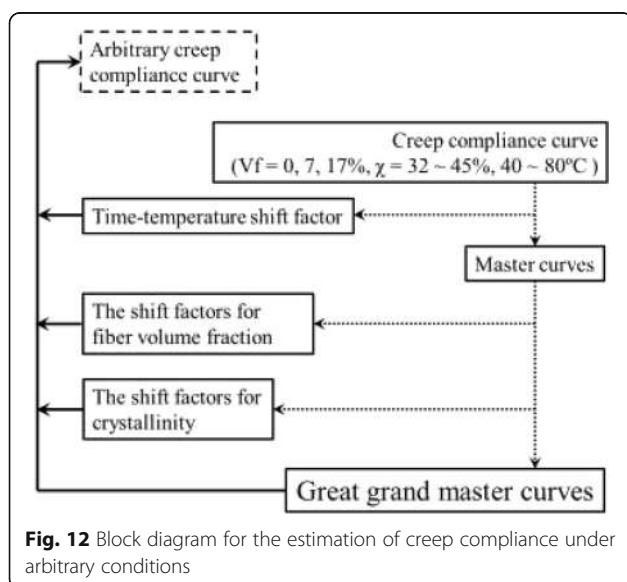 Arbitrary creep
compliance curve
Creep compliance curve
(Vf = 0, 7, 17%, χ = 32 ~ 45%, 40 ~ 80ºC )
Time-temperature shift factor
Master curves
The shift factors for
fiber volume fraction
The shift factors for
crystallinity
Great grand master curves
Fig. 12 Block diagram for the estimation of creep compliance under
arbitrary conditions